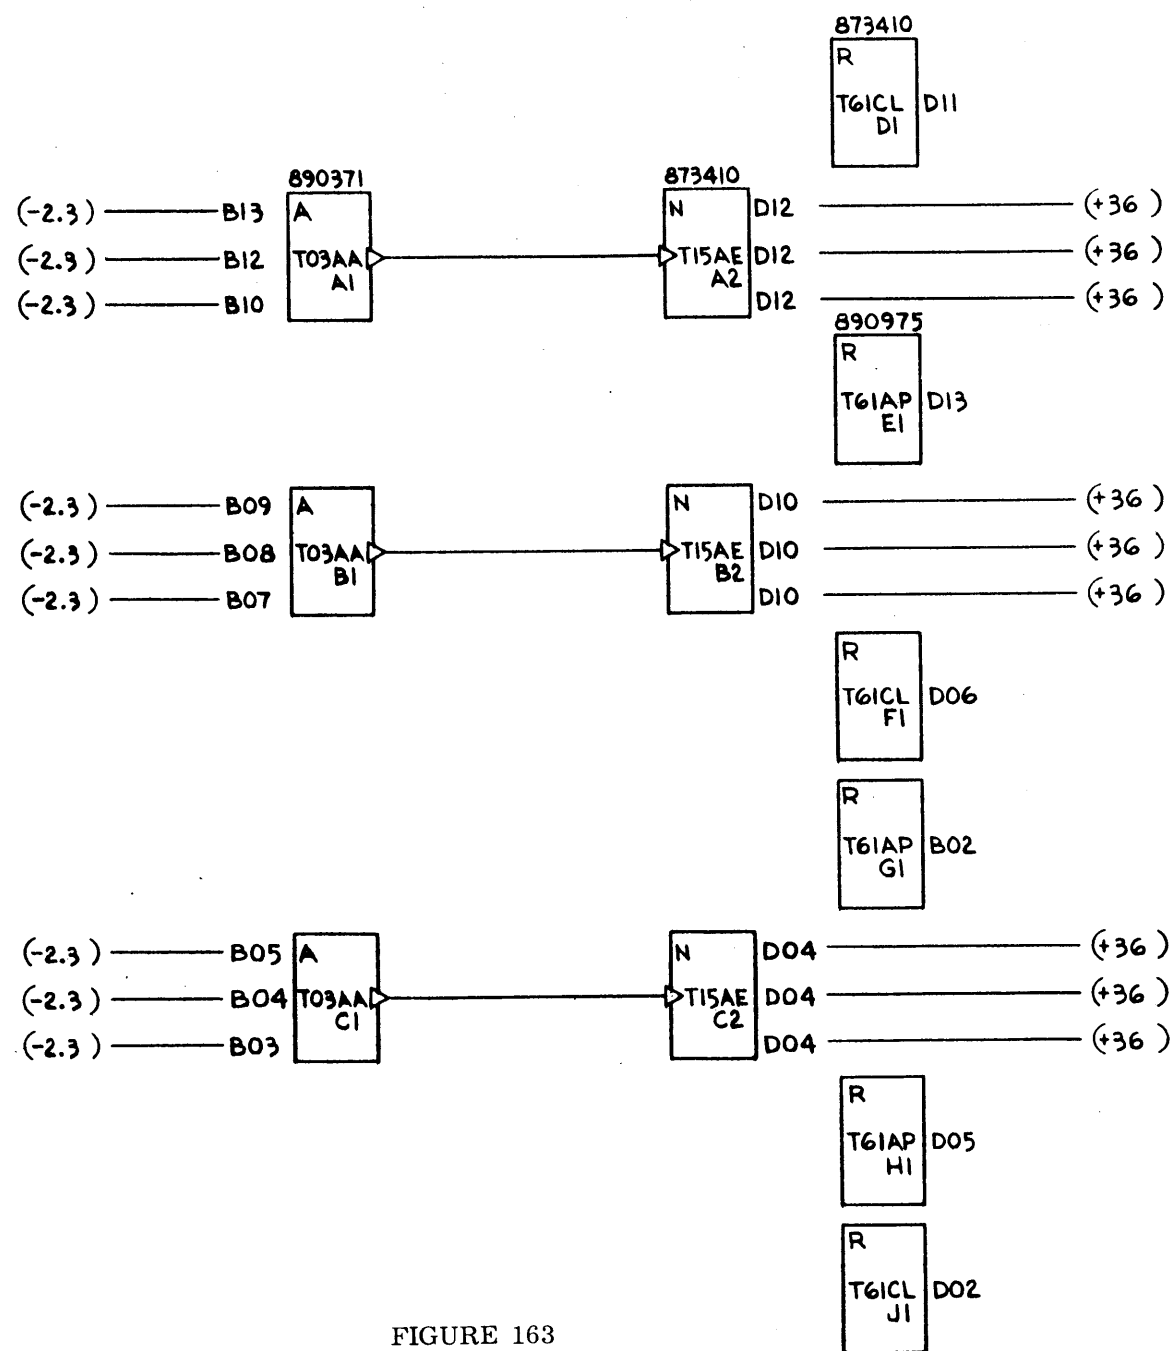 873410
R
T61CL D11
D1
890371 873410
(-2.3) B13 A N D12 (+36)
(-2.3) B12 T03AA T15AE D12 (+36)
A1 A2
(-2.3) B10 D12 (+36)
890975
R
T61AP D13
E1
(-2.3) B09 A N D10 (+36)
(-2.3) B08 T03AA T15AE D10 (+36)
B1 B2
(-2.3) B07 D10 (+36)
R
T61CL D06
F1
R
T61AP B02
G1
(-2.3) B05 A N D04 (+36)
(-2.3) B04 T03AA T15AE D04 (+36)
C1 C2
(-2.3) B03 D04 (+36)
R
T61AP D05
H1
R
T61CL D02
J1
FIGURE 163